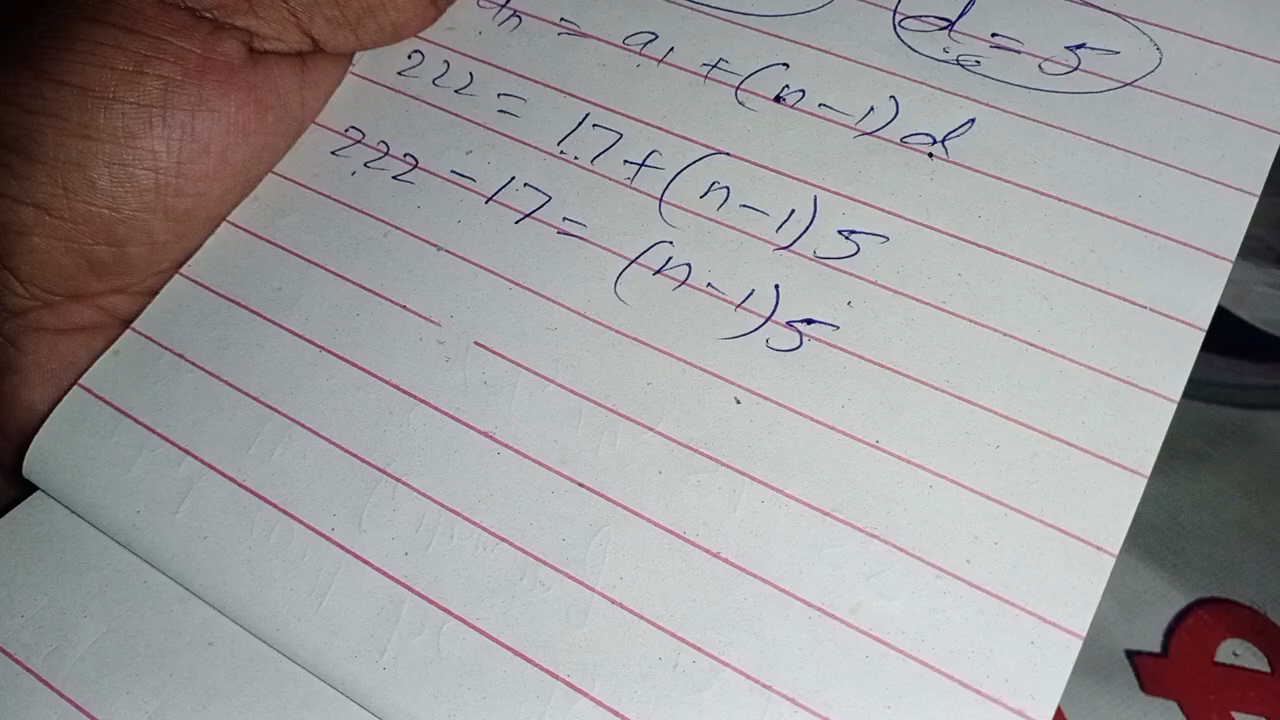 d = 5
an = a1 + (n-1)d
222 = 17 + (n-1)5
222 - 17 = (n-1)5